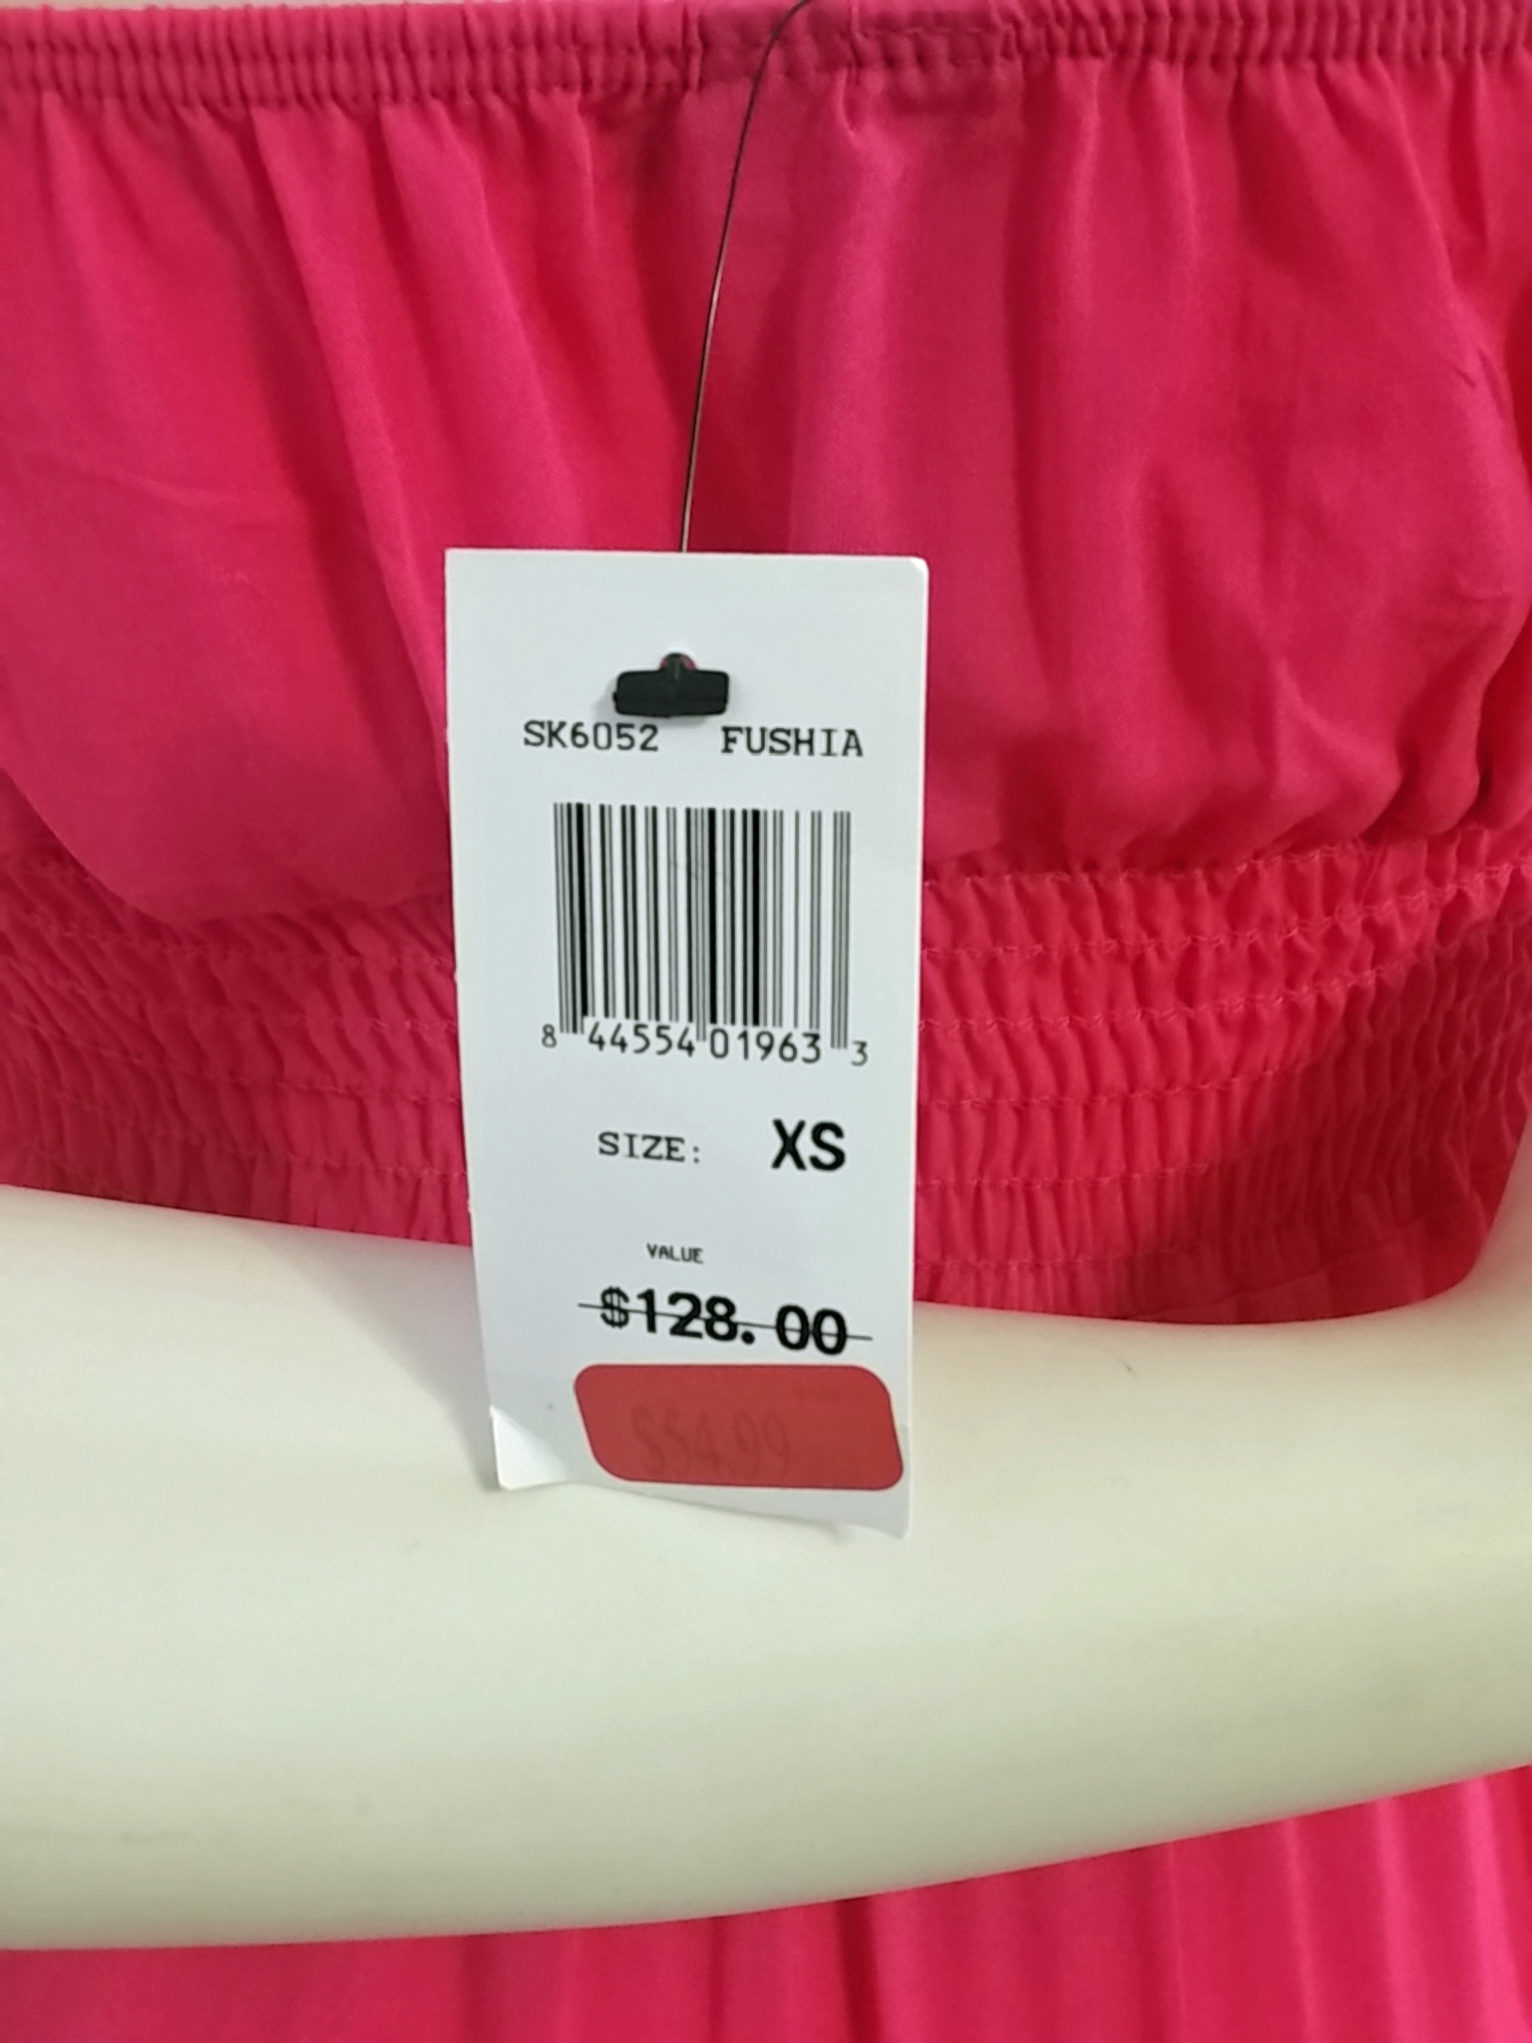 SK6052 FUSHIA
8 44554 01963 3
SIZE: XS
VALUE
$128.00
$54.99